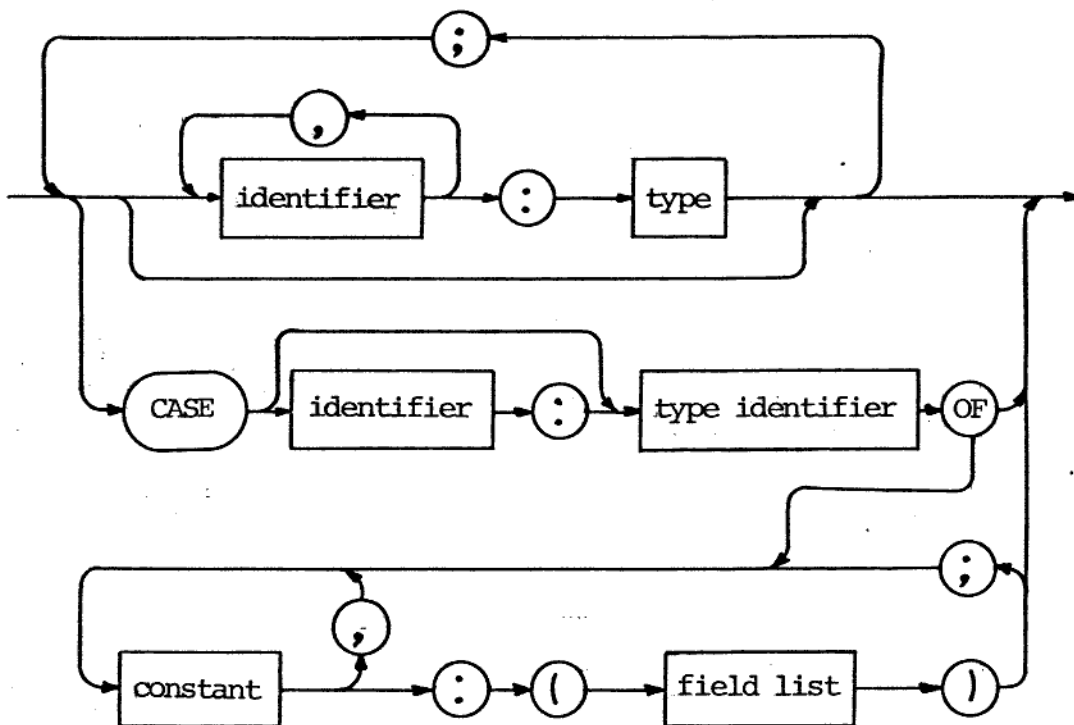 ;
,
identifier : type
CASE identifier : type identifier OF
;
,
constant : ( field list )